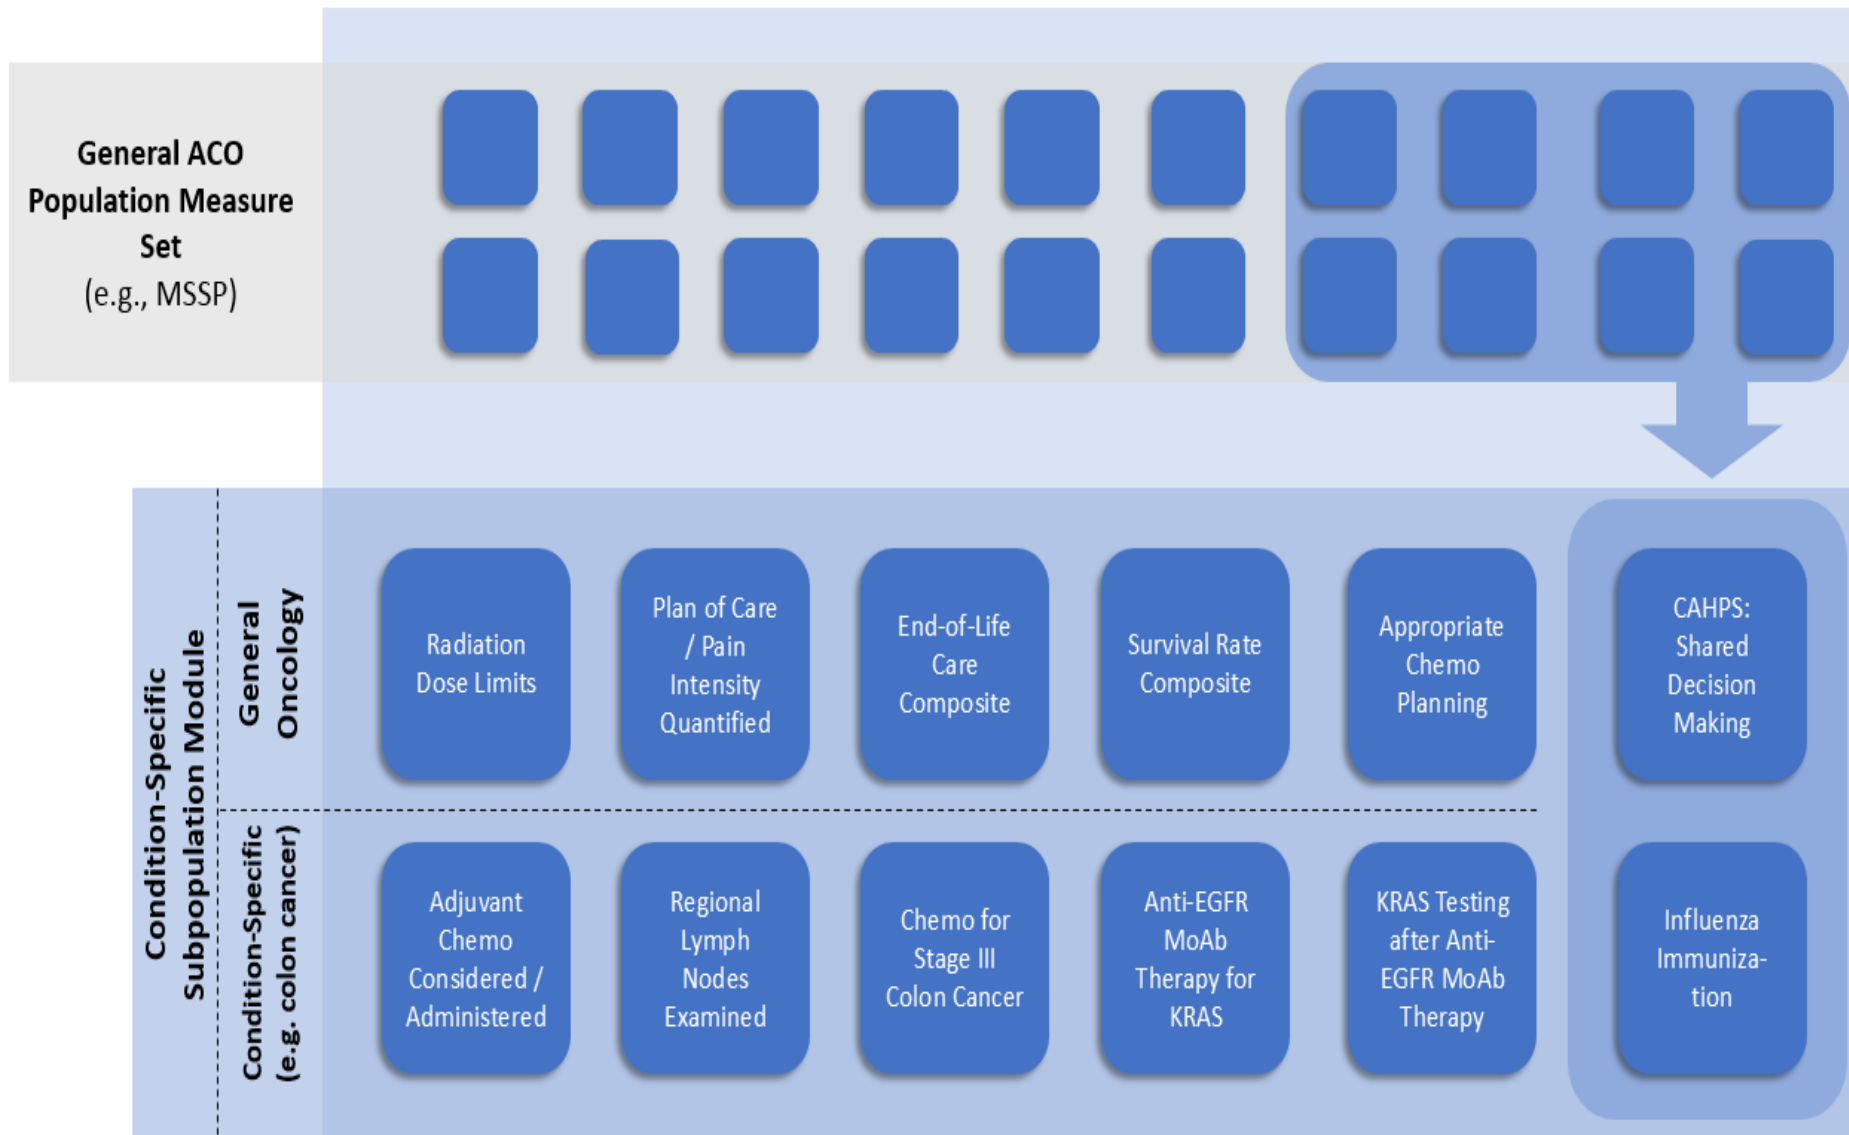 General ACO
Population Measure
Set
(e.g., MSSP)
Condition-Specific
Subpopulation Module
General
Oncology
Radiation
Dose Limits
Plan of Care
/ Pain
Intensity
Quantified
End-of-Life
Care
Composite
Survival Rate
Composite
Appropriate
Chemo
Planning
CAHPS:
Shared
Decision
Making
Condition-Specific
(e.g. colon cancer)
Adjuvant
Chemo
Considered /
Administered
Regional
Lymph
Nodes
Examined
Chemo for
Stage III
Colon Cancer
Anti-EGFR
MoAb
Therapy for
KRAS
KRAS Testing
after Anti-
EGFR MoAb
Therapy
Influenza
Immuniza-
tion